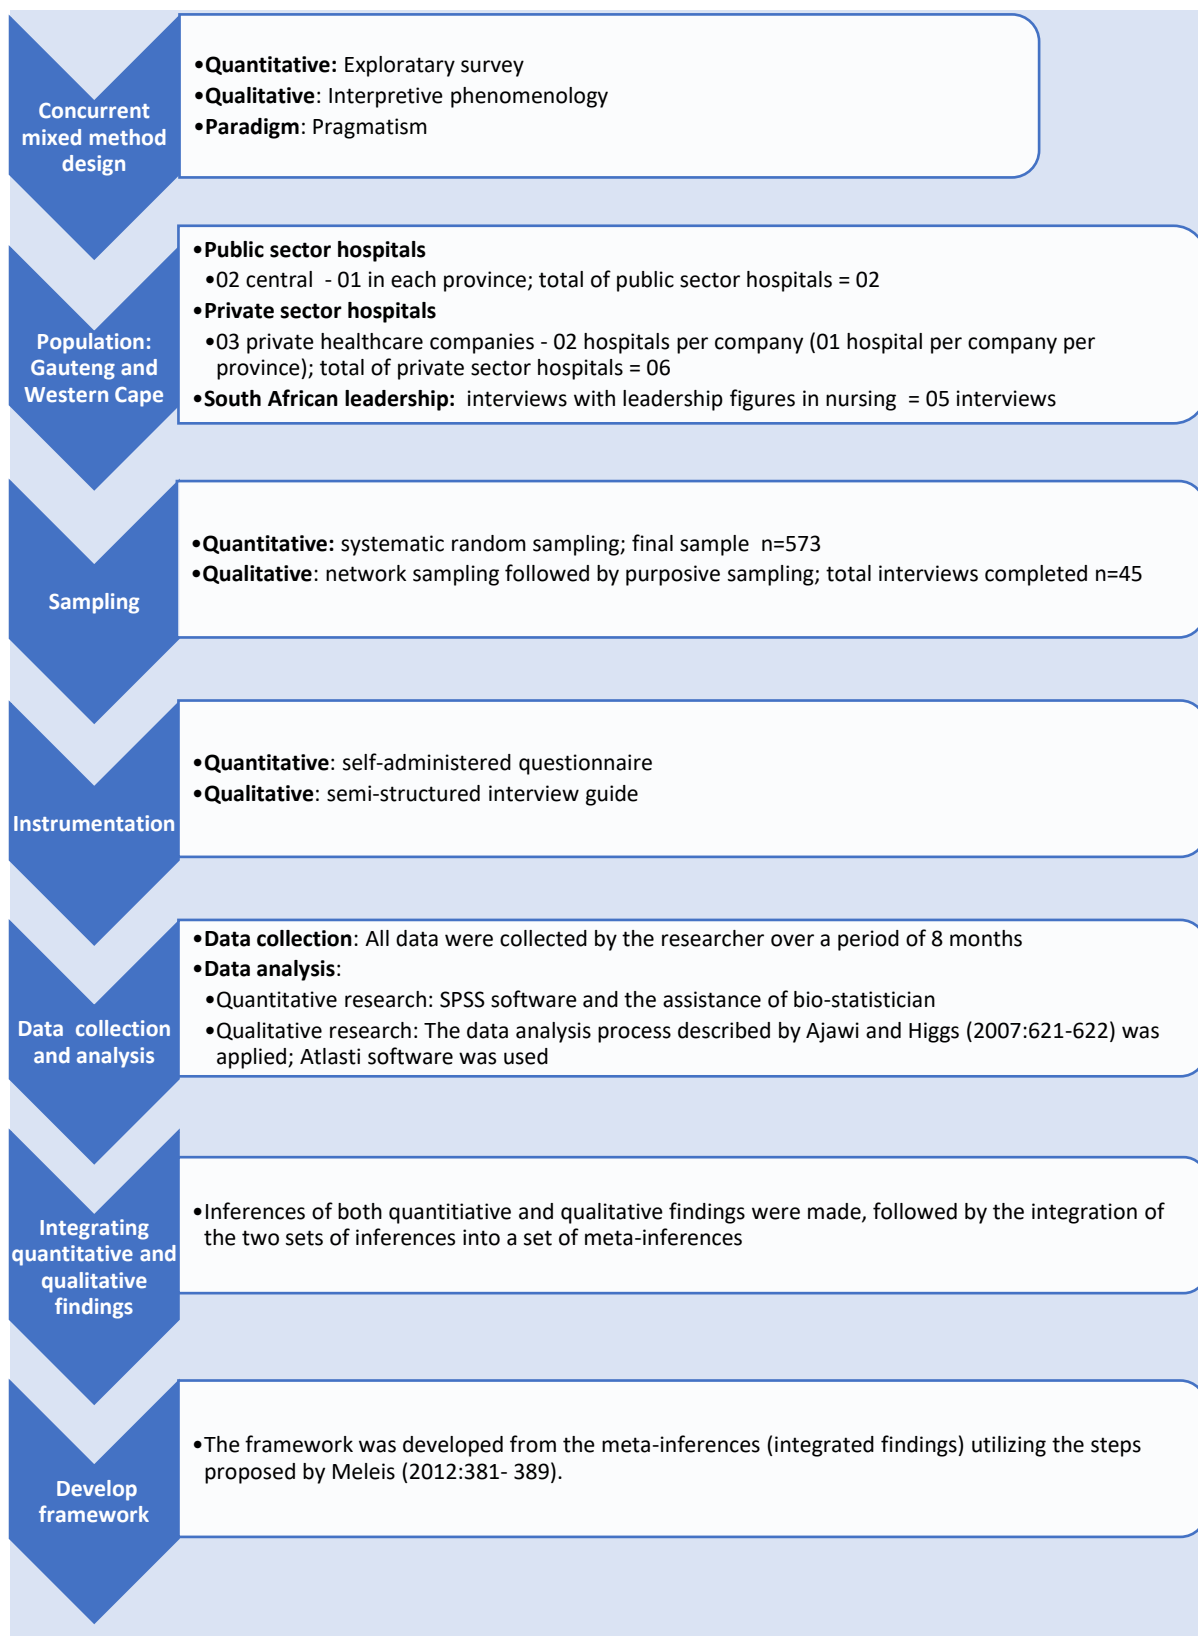 Concurrent
mixed method
design
•Quantitative: Exploratary survey
•Qualitative: Interpretive phenomenology
•Paradigm: Pragmatism
Population:
Gauteng and
Western Cape
•Public sector hospitals
•02 central - 01 in each province; total of public sector hospitals = 02
•Private sector hospitals
•03 private healthcare companies - 02 hospitals per company (01 hospital per company per
province); total of private sector hospitals = 06
•South African leadership: interviews with leadership figures in nursing = 05 interviews
Sampling
•Quantitative: systematic random sampling; final sample n=573
•Qualitative: network sampling followed by purposive sampling; total interviews completed n=45
Instrumentation
•Quantitative: self-administered questionnaire
•Qualitative: semi-structured interview guide
Data collection
and analysis
•Data collection: All data were collected by the researcher over a period of 8 months
•Data analysis:
•Quantitative research: SPSS software and the assistance of bio-statistician
•Qualitative research: The data analysis process described by Ajawi and Higgs (2007:621-622) was
applied; Atlasti software was used
Integrating
quantitative and
qualitative
findings
•Inferences of both quantitiative and qualitative findings were made, followed by the integration of
the two sets of inferences into a set of meta-inferences
Develop
framework
•The framework was developed from the meta-inferences (integrated findings) utilizing the steps
proposed by Meleis (2012:381- 389).